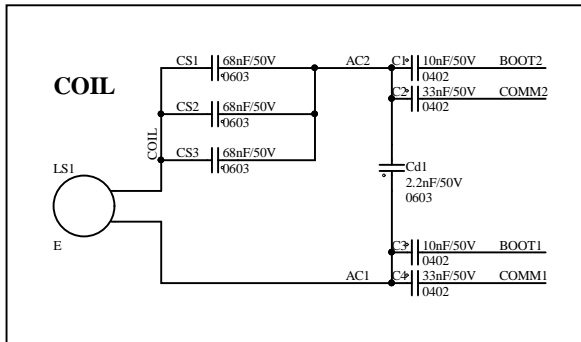 CS1 68nF/50V AC2 C1 10nF/50V BOOT2
0603 0402
COIL C2 33nF/50V COMM2
CS2 68nF/50V 0402
0603
COIL
CS3 68nF/50V Cd1
LS1 0603 2.2nF/50V
0603
E C3 10nF/50V BOOT1
0402
AC1 C4 33nF/50V COMM1
0402